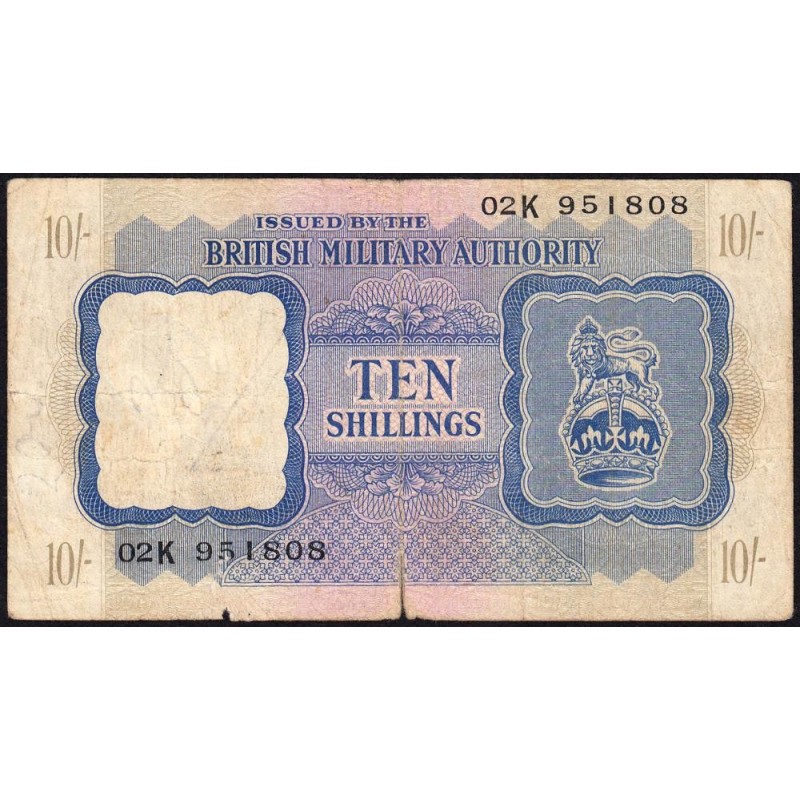 02K 951808
10/- 10/-
ISSUED BY THE
BRITISH MILITARY AUTHORITY
TEN
SHILLINGS
02K 951808
10/- 10/-